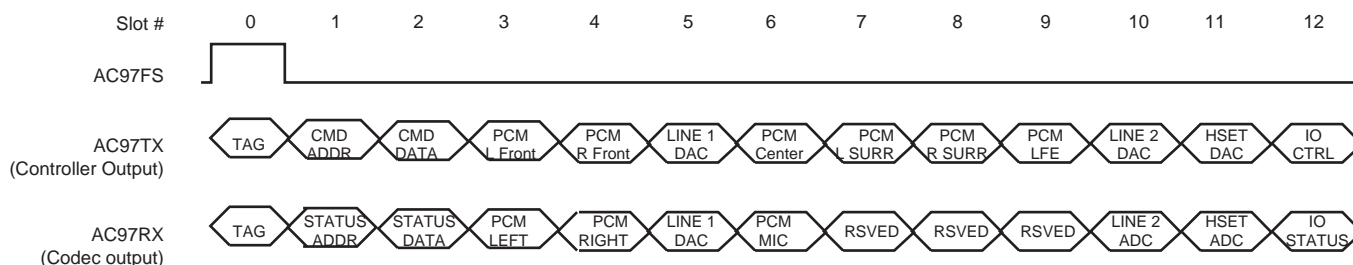 Slot # 0 1 2 3 4 5 6 7 8 9 10 11 12
AC97FS
AC97TX
(Controller Output)
TAG
CMD
ADDR
CMD
DATA
PCM
L Front
PCM
R Front
LINE 1
DAC
PCM
Center
PCM
L SURR
PCM
R SURR
PCM
LFE
LINE 2
DAC
HSET
DAC
IO
CTRL
AC97RX
(Codec output)
TAG
STATUS
ADDR
STATUS
DATA
PCM
LEFT
PCM
RIGHT
LINE 1
DAC
PCM
MIC
RSVED
RSVED
RSVED
LINE 2
ADC
HSET
ADC
IO
STATUS